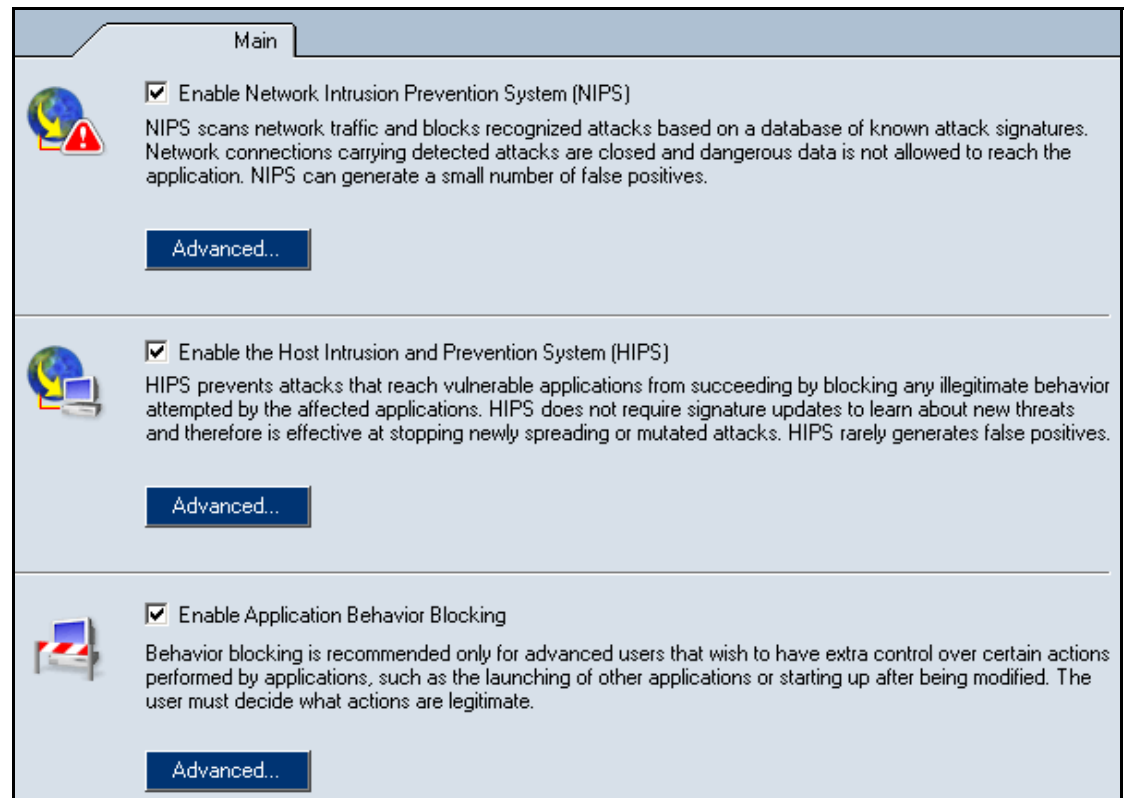 Main
Enable Network Intrusion Prevention System (NIPS)
NIPS scans network traffic and blocks recognized attacks based on a database of known attack signatures.
Network connections carrying detected attacks are closed and dangerous data is not allowed to reach the
application. NIPS can generate a small number of false positives.
Advanced...
Enable the Host Intrusion and Prevention System (HIPS)
HIPS prevents attacks that reach vulnerable applications from succeeding by blocking any illegitimate behavior
attempted by the affected applications. HIPS does not require signature updates to learn about new threats
and therefore is effective at stopping newly spreading or mutated attacks. HIPS rarely generates false positives.
Advanced...
Enable Application Behavior Blocking
Behavior blocking is recommended only for advanced users that wish to have extra control over certain actions
performed by applications, such as the launching of other applications or starting up after being modified. The
user must decide what actions are legitimate.
Advanced...